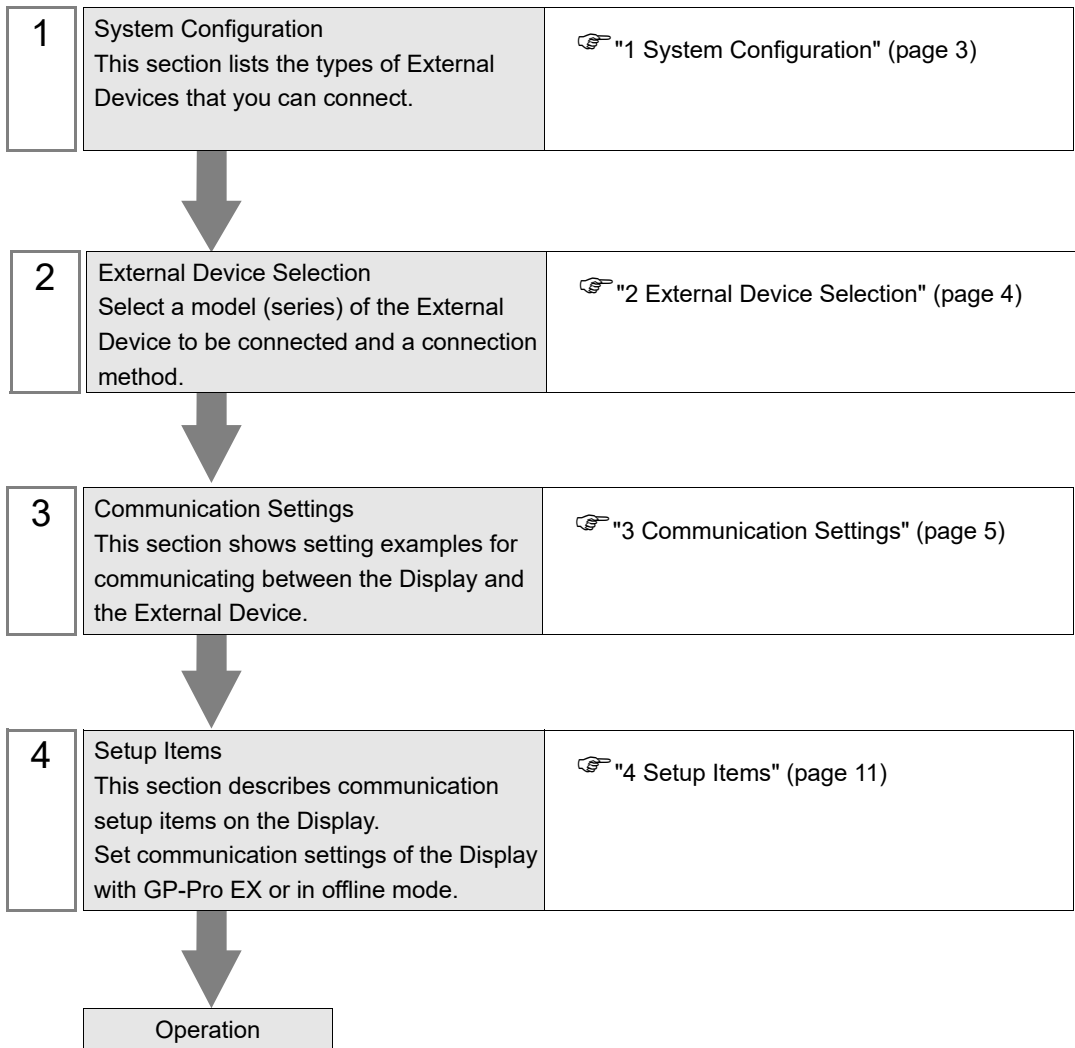 1
System Configuration
This section lists the types of External
Devices that you can connect.
☞ "1 System Configuration" (page 3)
2
External Device Selection
Select a model (series) of the External
Device to be connected and a connection
method.
☞ "2 External Device Selection" (page 4)
3
Communication Settings
This section shows setting examples for
communicating between the Display and
the External Device.
☞ "3 Communication Settings" (page 5)
4
Setup Items
This section describes communication
setup items on the Display.
Set communication settings of the Display
with GP-Pro EX or in offline mode.
☞ "4 Setup Items" (page 11)
Operation